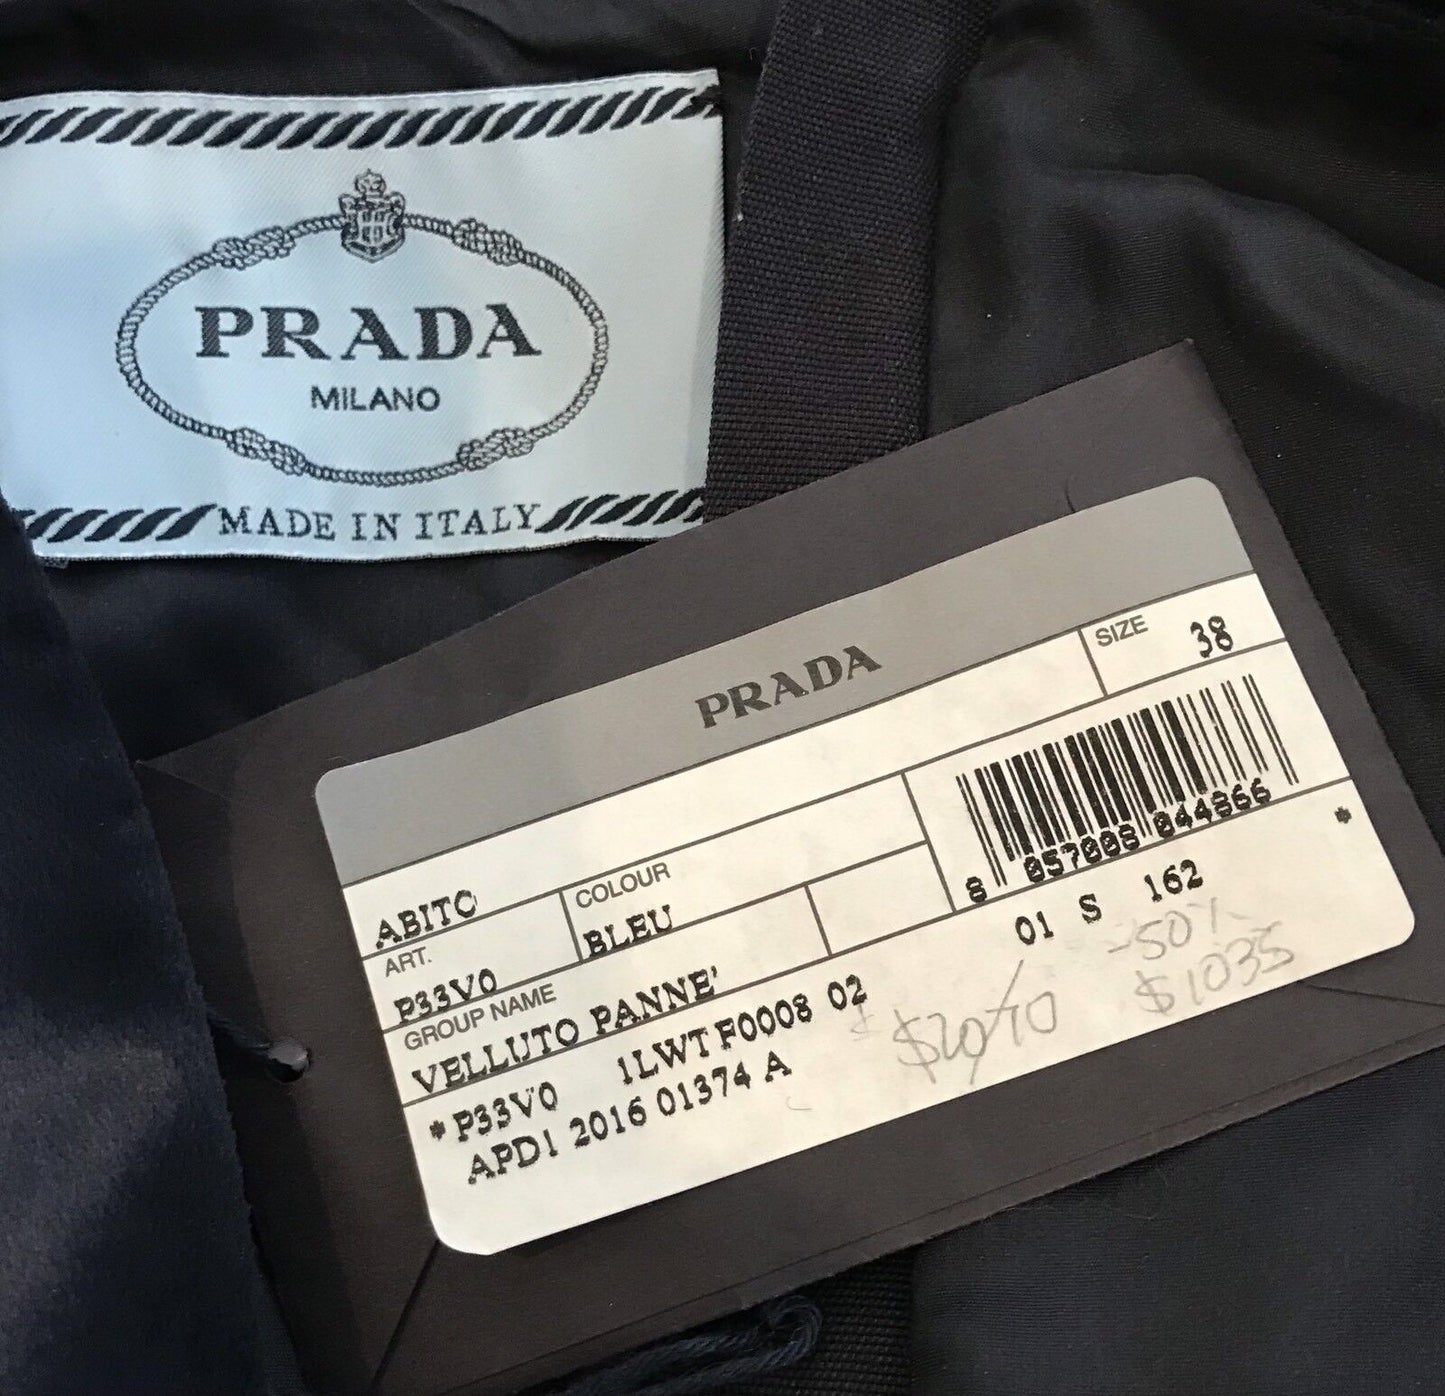 PRADA
MILANO
MADE IN ITALY
PRADA
SIZE 38
ABITO
COLOUR
ART.
BLEU
P33V0
8 057008 044866
GROUP NAME
01 S 162
VELLUTO PANNE'
-50%
*P33V0 1LWT F0008 02
$2070 $1035
APD1 2016 01374 A
*